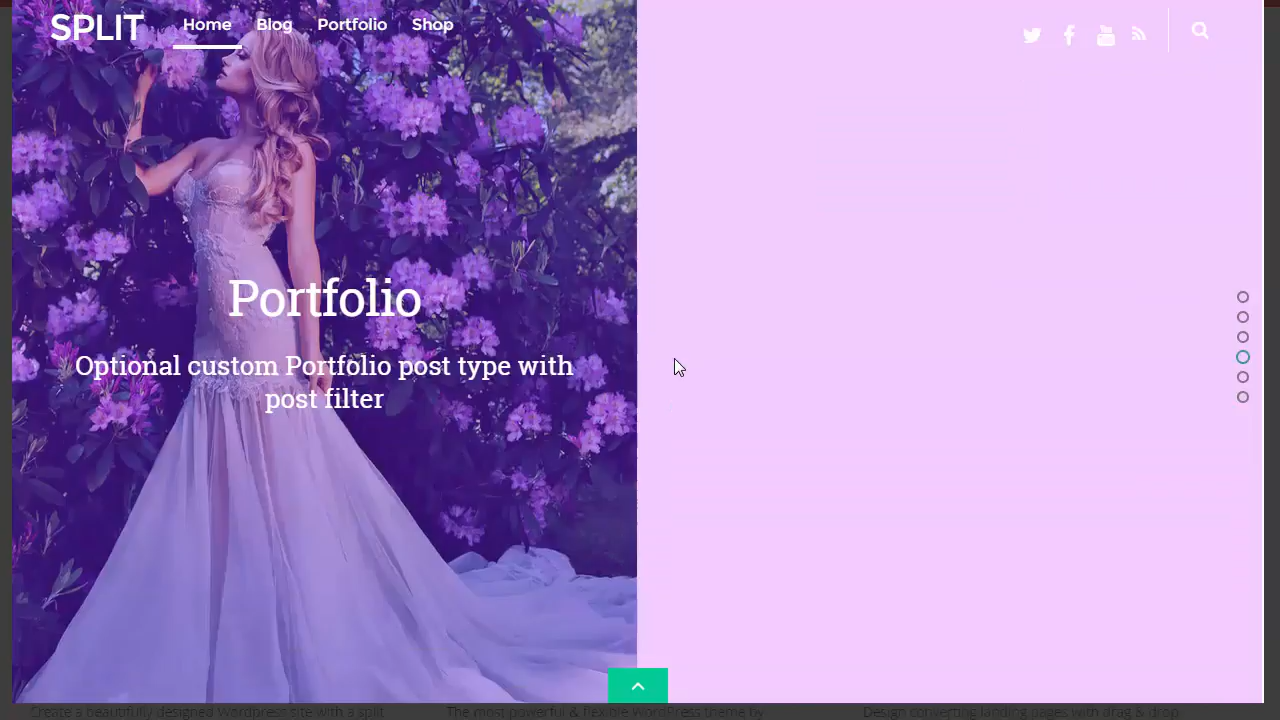 SPLIT
Home Blog Portfolio Shop
Portfolio
Optional custom Portfolio post type with
post filter
Create a beautifully designed Wordpress site with a split
The most powerful & flexible WordPress theme by
Design converting landing pages with drag & drop